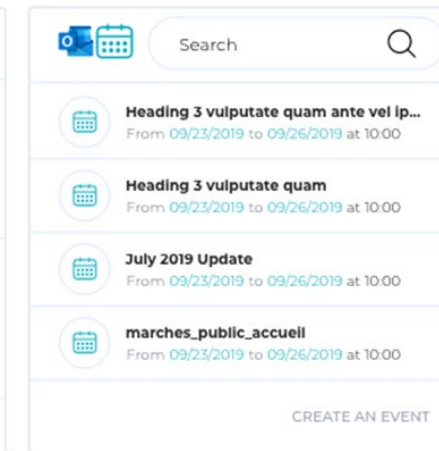 Search
Heading 3 vulputate quam ante vel ip...
From 09/23/2019 to 09/26/2019 at 10:00
Heading 3 vulputate quam
From 09/23/2019 to 09/26/2019 at 10:00
July 2019 Update
From 09/23/2019 to 09/26/2019 at 10:00
marches_public_accueil
From 09/23/2019 to 09/26/2019 at 10:00
CREATE AN EVENT